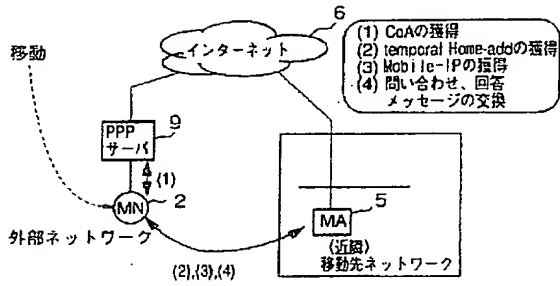 6
(1) CoAの獲得
(2) temporal Home-addの獲得
(3) Mobile-IPの獲得
(4) 問い合わせ、回答
メッセージの交換
インターネット
移動
PPP
サーバ
9
(1)
MN
2
外部ネットワーク
MA
5
(近隣)
移動先ネットワーク
(2),(3),(4)